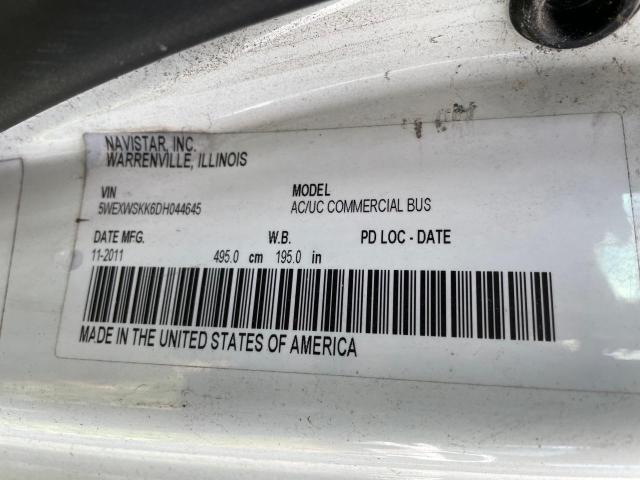 NAVISTAR, INC.
WARRENVILLE, ILLINOIS
VIN MODEL
5WEXWSKK6DH044645 AC/UC COMMERCIAL BUS
DATE MFG. W.B. PD LOC - DATE
11-2011 495.0 cm 195.0 in
MADE IN THE UNITED STATES OF AMERICA